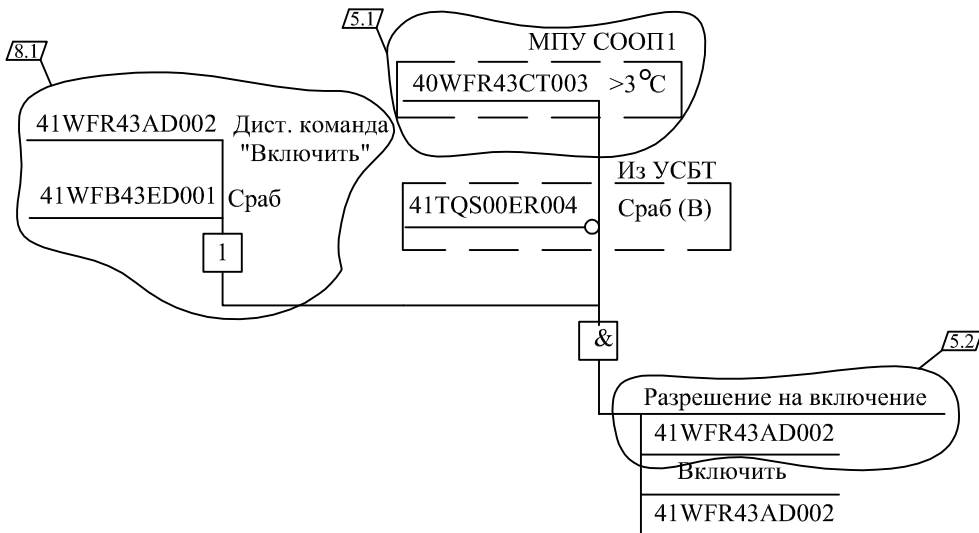 5.1
МПУ СООП1
8.1
40WFR43CT003 >3°C
41WFR43AD002 Дист. команда
"Включить"
Из УСБТ
41WFB43ED001 Сраб
41TQS00ER004 Сраб (В)
1
&
5.2
Разрешение на включение
41WFR43AD002
Включить
41WFR43AD002